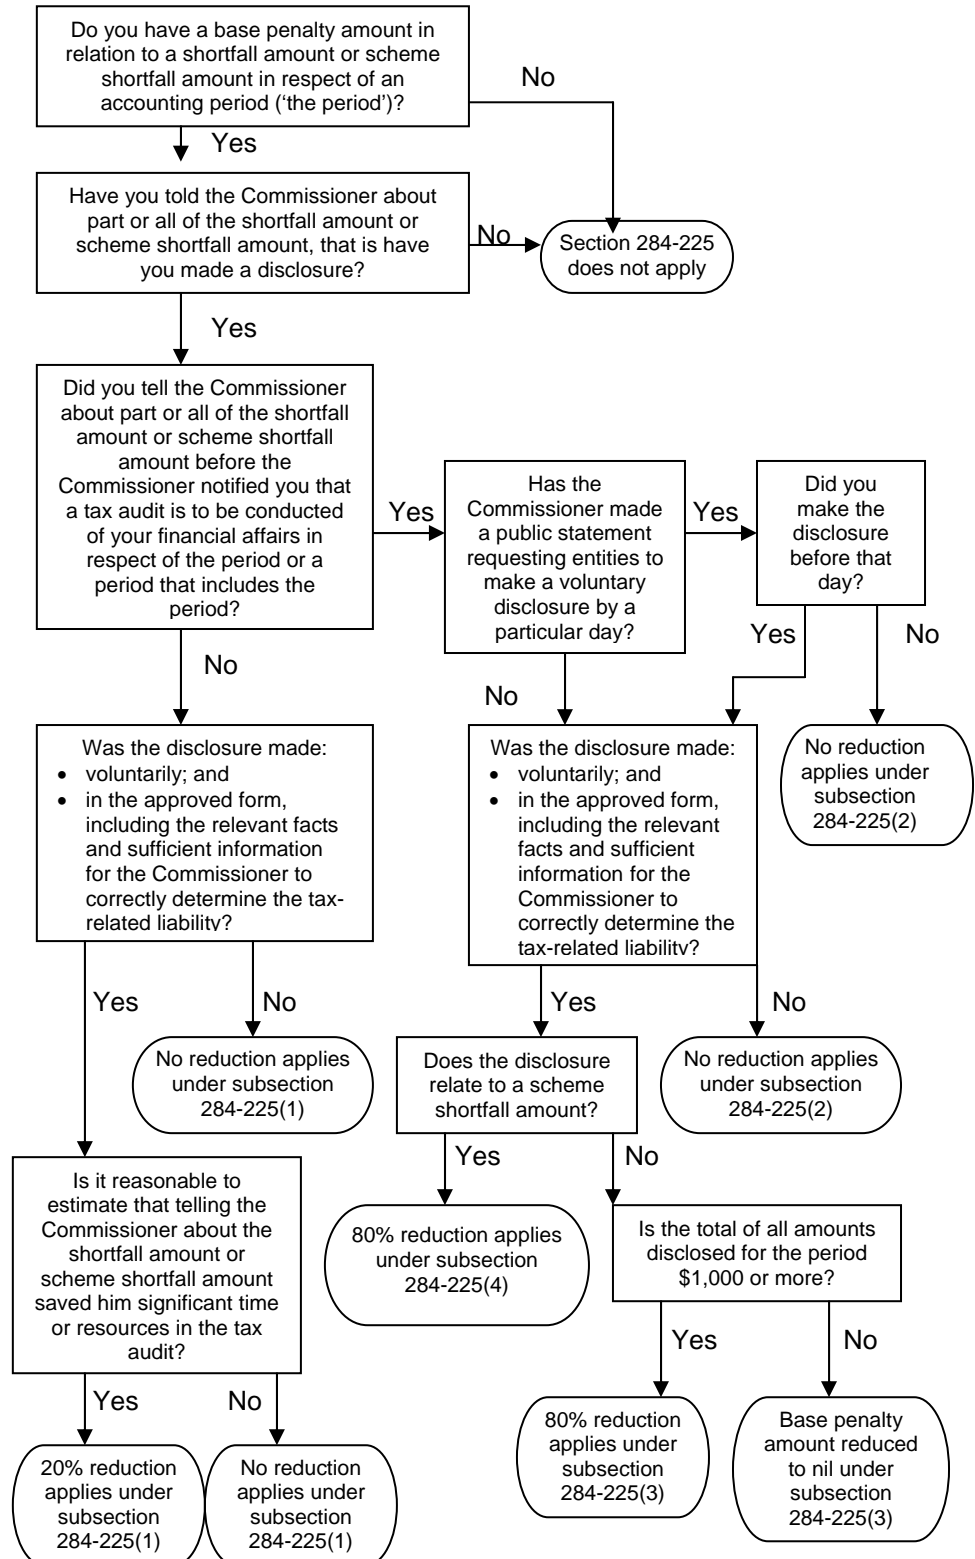 Do you have a base penalty amount in
relation to a shortfall amount or scheme
shortfall amount in respect of an
accounting period (‘the period’)?
No
Yes
Have you told the Commissioner about
part or all of the shortfall amount or
scheme shortfall amount, that is have
you made a disclosure?
No
Section 284-225
does not apply
Yes
Did you tell the Commissioner
about part or all of the shortfall
amount or scheme shortfall
amount before the
Commissioner notified you that
a tax audit is to be conducted
of your financial affairs in
respect of the period or a
period that includes the
period?
Yes
Has the
Commissioner made
a public statement
requesting entities to
make a voluntary
disclosure by a
particular day?
Yes
Did you
make the
disclosure
before that
day?
No
No
Yes
No
Was the disclosure made:
• voluntarily; and
• in the approved form,
including the relevant facts
and sufficient information
for the Commissioner to
correctly determine the tax-
related liability?
Was the disclosure made:
• voluntarily; and
• in the approved form,
including the relevant
facts and sufficient
information for the
Commissioner to
correctly determine the
tax-related liability?
No reduction
applies under
subsection
284-225(2)
Yes
No
Yes
No
No reduction applies
under subsection
284-225(1)
Does the disclosure
relate to a scheme
shortfall amount?
No reduction applies
under subsection
284-225(2)
Is it reasonable to
estimate that telling the
Commissioner about the
shortfall amount or
scheme shortfall amount
saved him significant time
or resources in the tax
audit?
Yes
No
80% reduction applies
under subsection
284-225(4)
Is the total of all amounts
disclosed for the period
$1,000 or more?
Yes
No
Yes
No
20% reduction
applies under
subsection
284-225(1)
No reduction
applies under
subsection
284-225(1)
80% reduction
applies under
subsection
284-225(3)
Base penalty
amount reduced
to nil under
subsection
284-225(3)